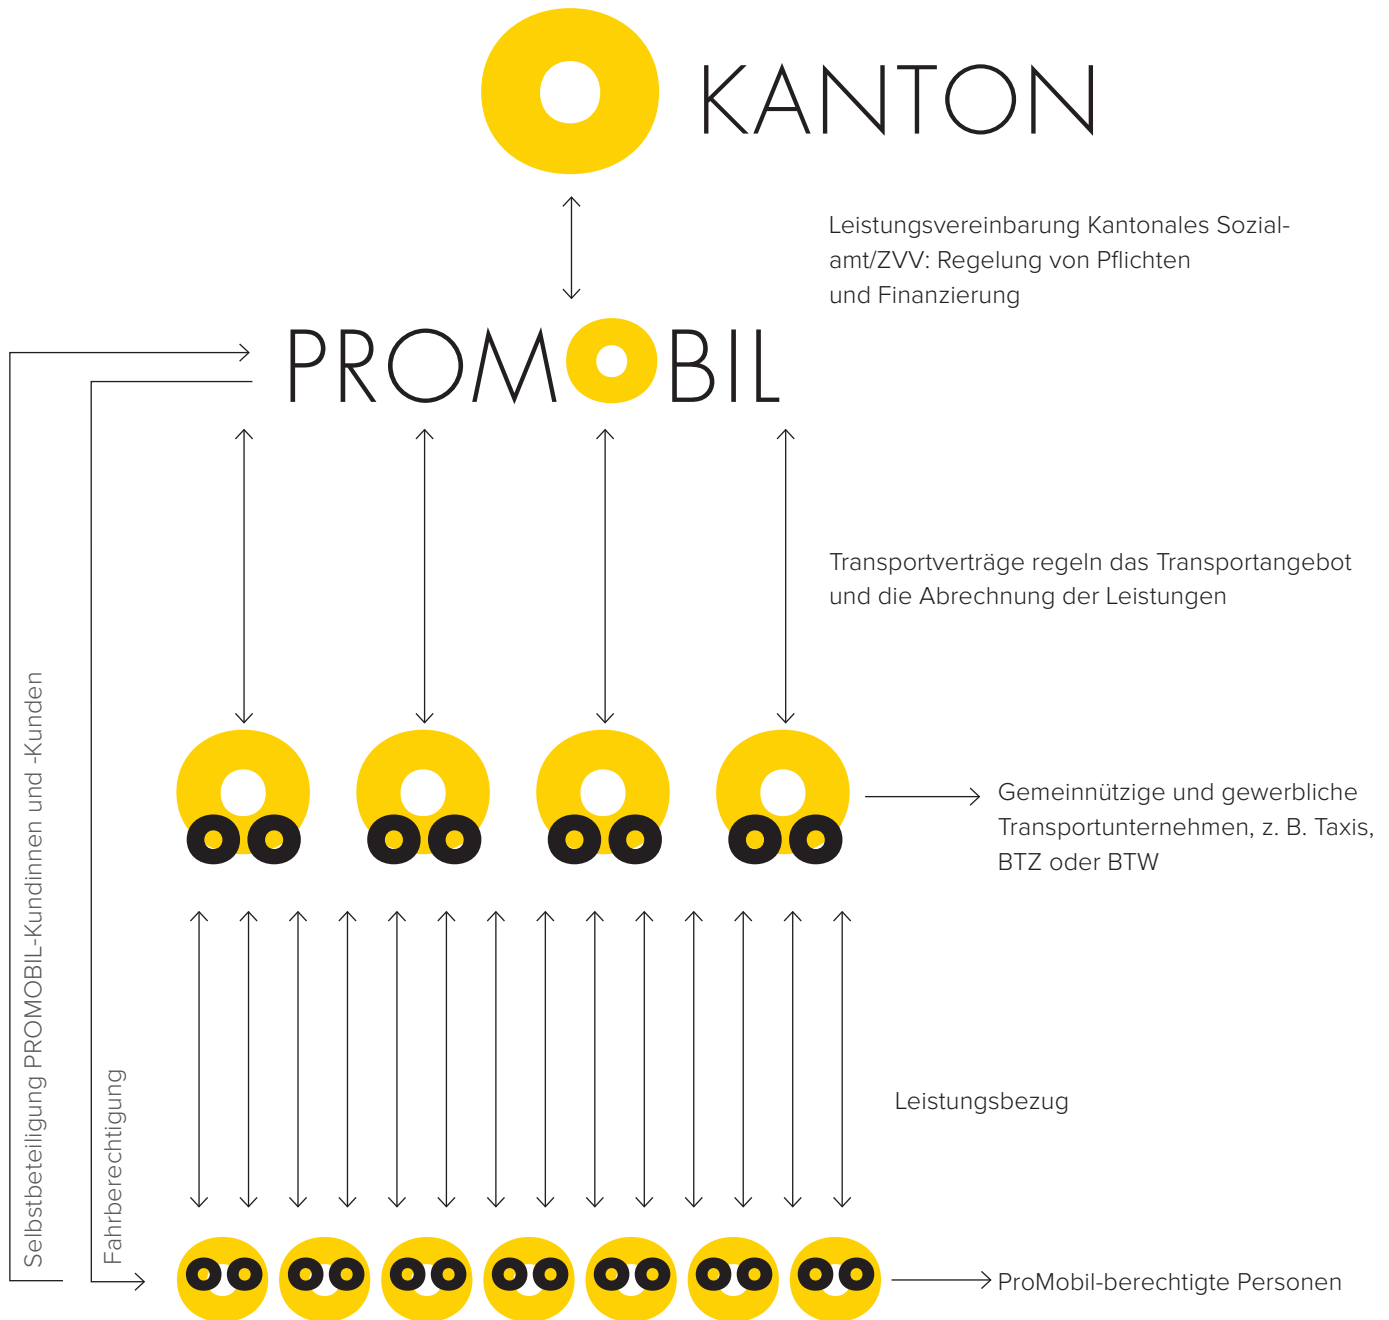 KANTON
Leistungsvereinbarung Kantonales Sozial-
amt/ZVV: Regelung von Pflichten
und Finanzierung
PROMOBIL
Transportverträge regeln das Transportangebot
und die Abrechnung der Leistungen
Selbstbeteiligung PROMOBIL-Kundinnen und -Kunden
Fahrberechtigung
Gemeinnützige und gewerbliche
Transportunternehmen, z. B. Taxis,
BTZ oder BTW
Leistungsbezug
ProMobil-berechtigte Personen